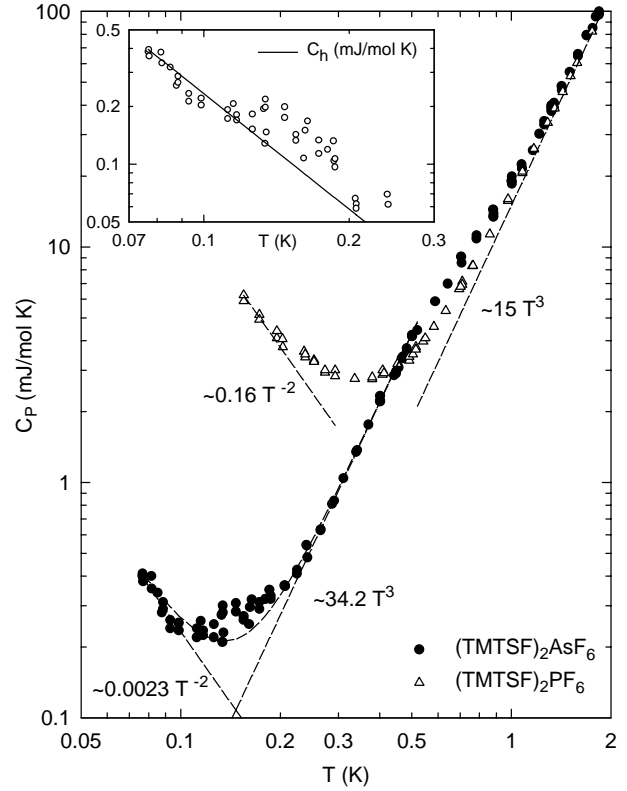 100
10
1
0.1
C_P (mJ/mol K)
0.05
0.1
0.2
0.3
0.5
1
2
T (K)
0.5
0.2
0.1
0.05
0.07
0.1
0.2
0.3
T (K)
C_h (mJ/mol K)
~15 T^3
~0.16 T^-2
~34.2 T^3
~0.0023 T^-2
(TMTSF)_2AsF_6
(TMTSF)_2PF_6